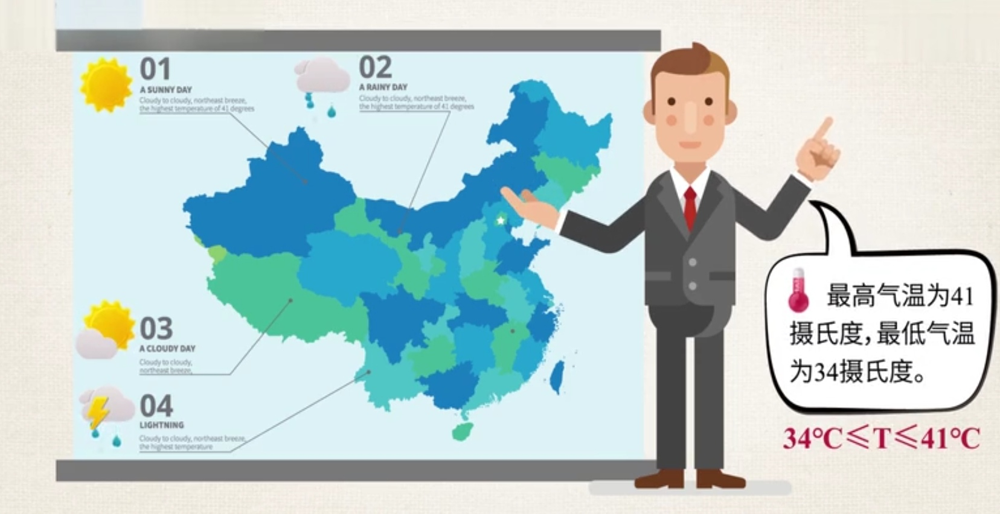 01
A SUNNY DAY
Cloudy to cloudy, northeast breeze,
the highest temperature of 41 degrees
02
A RAINY DAY
Cloudy to cloudy, northeast breeze,
the highest temperature of 41 degrees
03
A CLOUDY DAY
Cloudy to cloudy,
northeast breeze,
04
LIGHTNING
Cloudy to cloudy, northeast breeze,
the highest temperature
最高气温为41
摄氏度,最低气温
为34摄氏度。
34℃≤T≤41℃